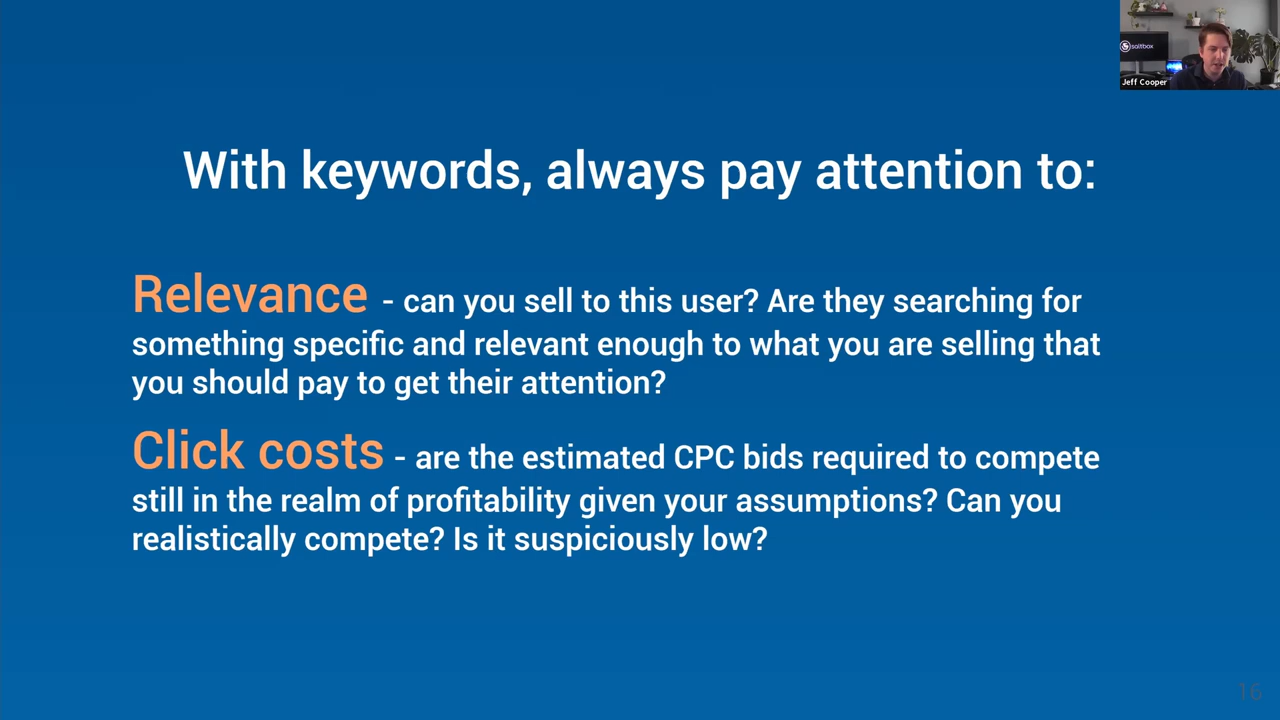 saltbox
Jeff Cooper
With keywords, always pay attention to:
Relevance - can you sell to this user? Are they searching for
something specific and relevant enough to what you are selling that
you should pay to get their attention?
Click costs - are the estimated CPC bids required to compete
still in the realm of profitability given your assumptions? Can you
realistically compete? Is it suspiciously low?
16